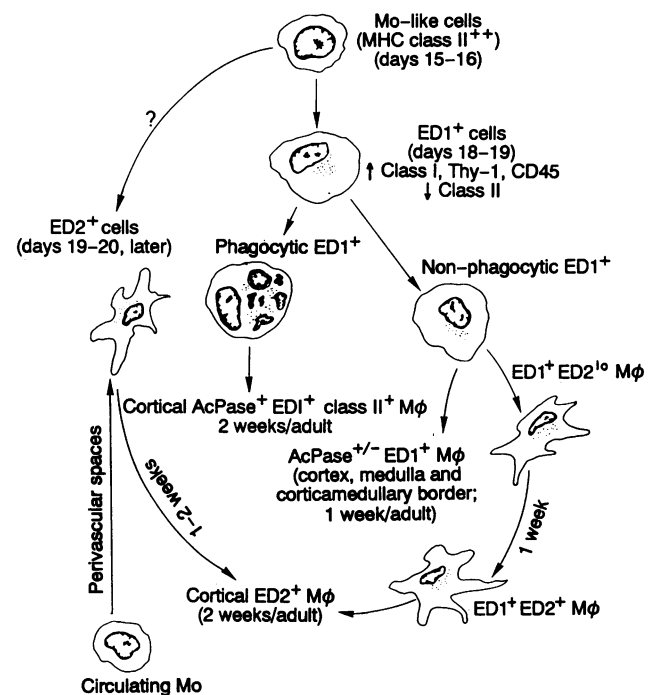 Mo-like cells
(MHC class II++)
(days 15–16)
?
ED1+ cells
(days 18–19)
↑ Class I, Thy-1, CD45
↓ Class II
ED2+ cells
(days 19–20, later)
Phagocytic ED1+
Non-phagocytic ED1+
ED1+ ED2lo Mϕ
Cortical AcPase+ EDI+ class II+ Mϕ
2 weeks/adult
AcPase+/− ED1+ Mϕ
(cortex, medulla and
corticamedullary border;
1 week/adult)
Perivascular spaces
1–2 weeks
1 week
Cortical ED2+ Mϕ
(2 weeks/adult)
ED1+ED2+ Mϕ
Circulating Mo